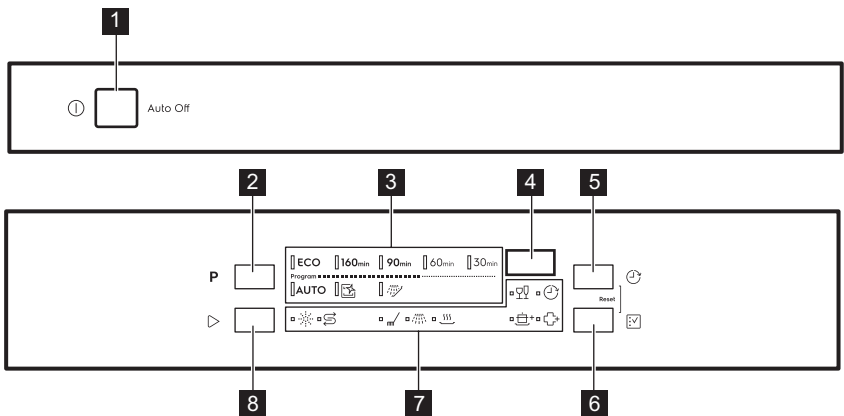 1
Auto Off
2 3 4 5
P ECO 160min 90min 60min 30min
Program
AUTO
Reset
8 7 6